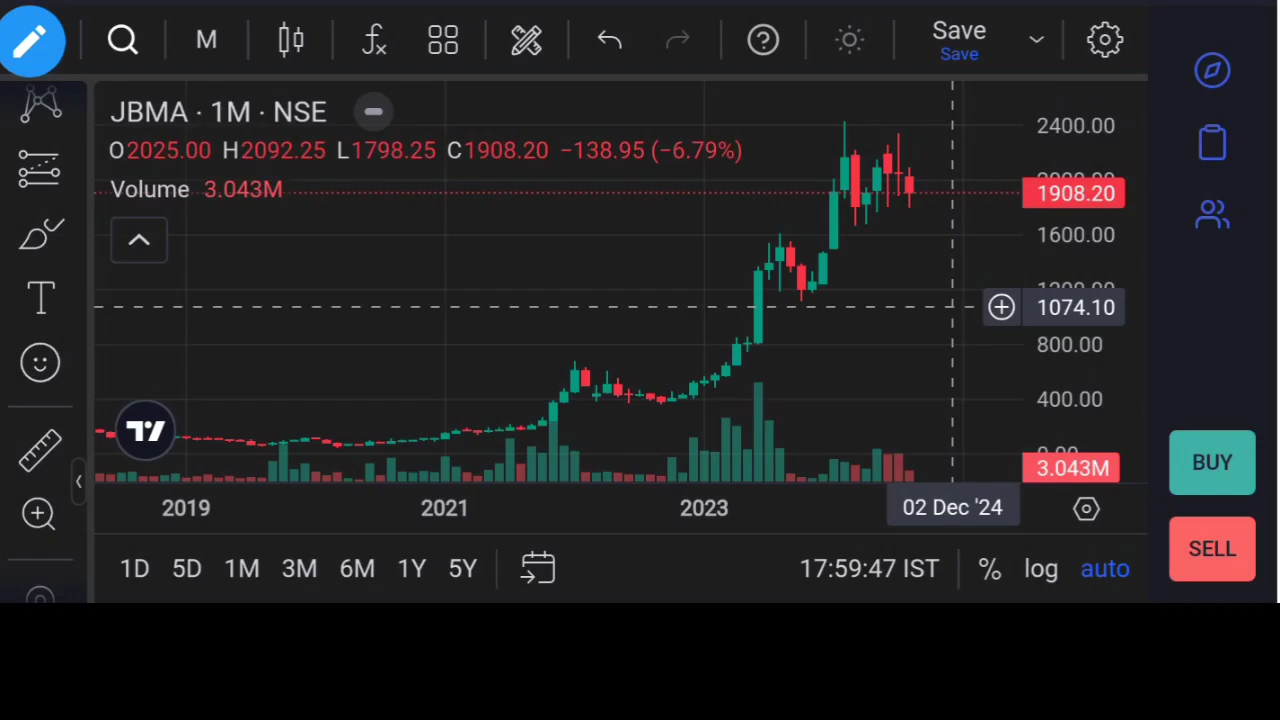 M
Save
Save
JBMA · 1M · NSE
O2025.00 H2092.25 L1798.25 C1908.20 −138.95 (−6.79%)
Volume 3.043M
2400.00
1908.20
1600.00
1074.10
800.00
400.00
3.043M
2019 2021 2023 02 Dec '24
1D 5D 1M 3M 6M 1Y 5Y 17:59:47 IST % log auto
BUY
SELL